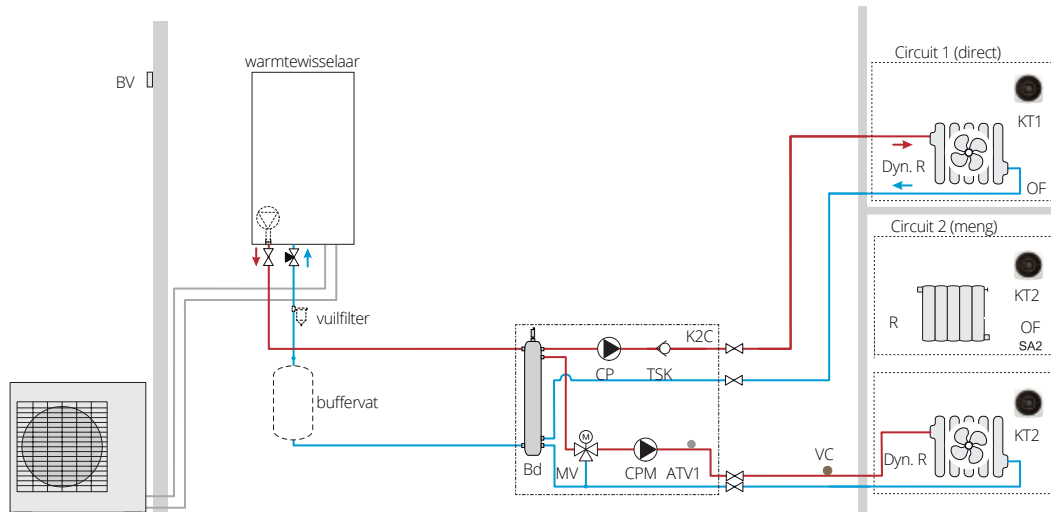 Circuit 1 (direct)
warmtewisselaar
BV
KT1
Dyn. R
OF
Circuit 2 (meng)
KT2
R
OF
SA2
vuilfilter
K2C
CP
TSK
buffervat
KT2
M
VC
Dyn. R
Bd
MV
CPM
ATV1